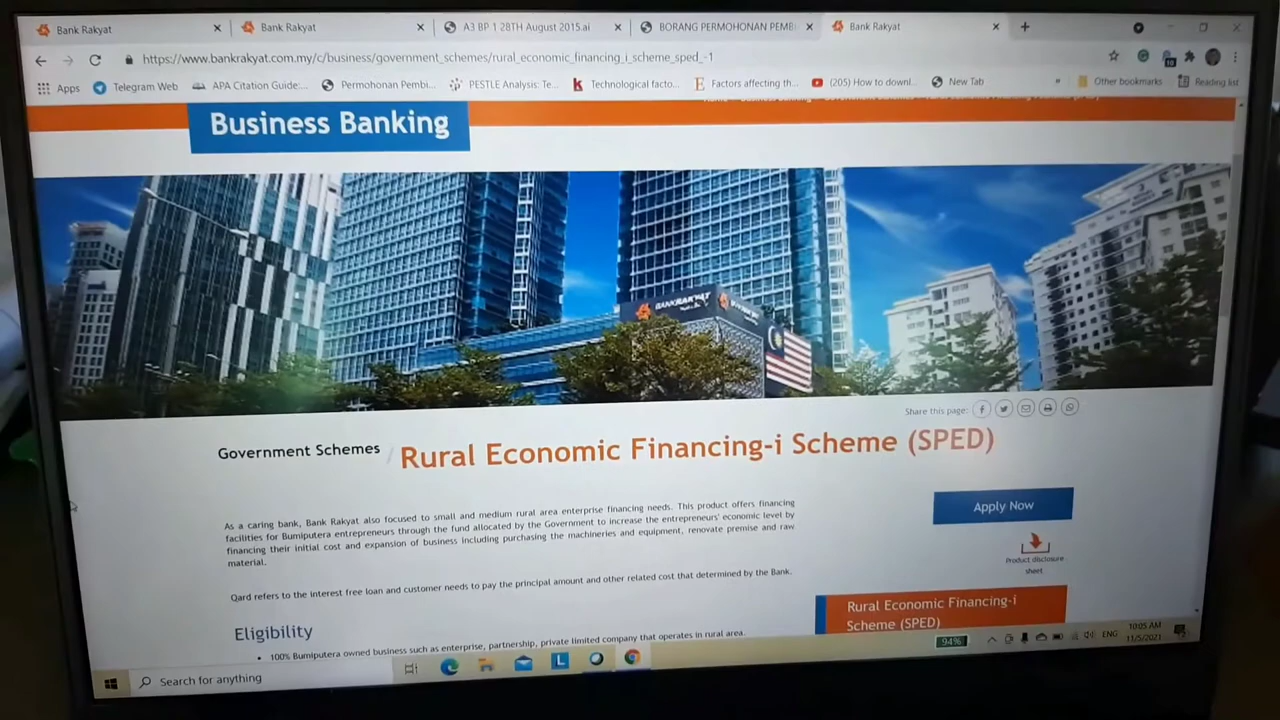 Bank Rakyat
Bank Rakyat
A3 BP 1 28TH August 2015.ai
BORANG PERMOHONAN PEMB
Bank Rakyat
https://www.bankrakyat.com.my/c/business/government_schemes/rural_economic_financing_i_scheme_sped_-1
Apps
Telegram Web
APA Citation Guide:...
Permohonan Pembi...
PESTLE Analysis: Te...
Technological facto...
Factors affecting th...
(205) How to downl...
New Tab
Other bookmarks
Reading list
Business Banking
BANK RAKYAT
Share this page:
Government Schemes / Rural Economic Financing-i Scheme (SPED)
As a caring bank, Bank Rakyat also focused to small and medium rural area enterprise financing needs. This product offers financing
facilities for Bumiputera entrepreneurs through the fund allocated by the Government to increase the entrepreneurs' economic level by
financing their initial cost and expansion of business including purchasing the machineries and equipment, renovate premise and raw
material.
Apply Now
Product disclosure
sheet
Qard refers to the interest free loan and customer needs to pay the principal amount and other related cost that determined by the Bank.
Rural Economic Financing-i
Scheme (SPED)
Eligibility
• 100% Bumiputera owned business such as enterprise, partnership, private limited company that operates in rural area.
Search for anything
94%
ENG
10:05 AM
11/5/2021